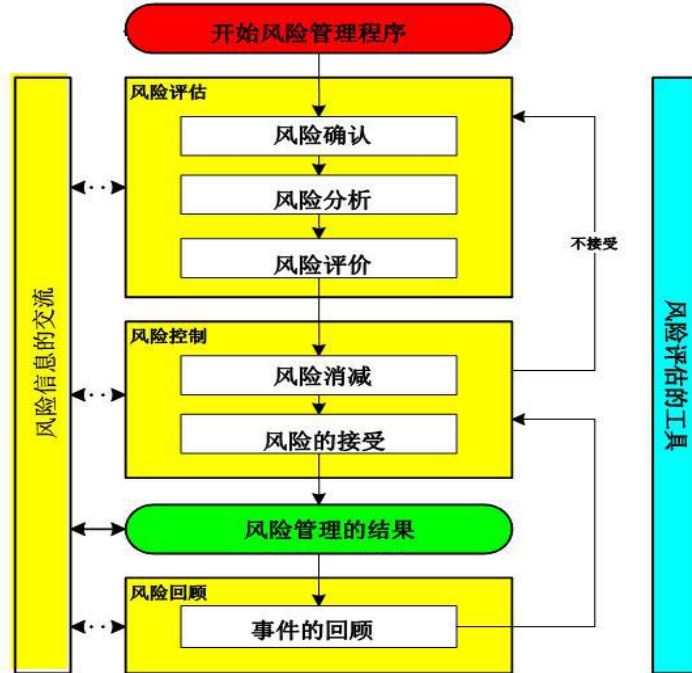 开始风险管理程序
风险评估
风险确认
风险分析
风险评价
不接受
风险控制
风险消减
风险的接受
风险管理的结果
风险回顾
事件的回顾
风险信息的交流
风险评估的工具